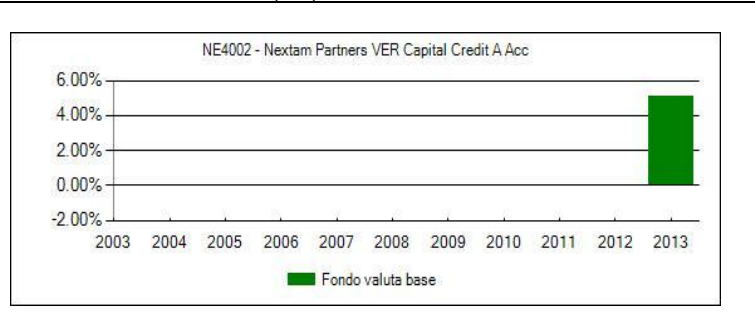 NE4002 - Nextam Partners VER Capital Credit A Acc
6.00%
4.00%
2.00%
0.00%
-2.00%
2003 2004 2005 2006 2007 2008 2009 2010 2011 2012 2013
Fondo valuta base